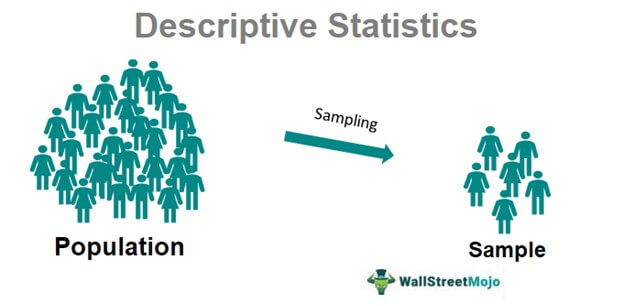 Descriptive Statistics
Sampling
Population
Sample
WallStreetMojo